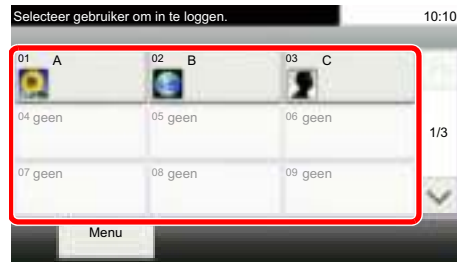 Selecteer gebruiker om in te loggen. 10:10
01 A 02 B 03 C
04 geen 05 geen 06 geen
1/3
07 geen 08 geen 09 geen
Menu